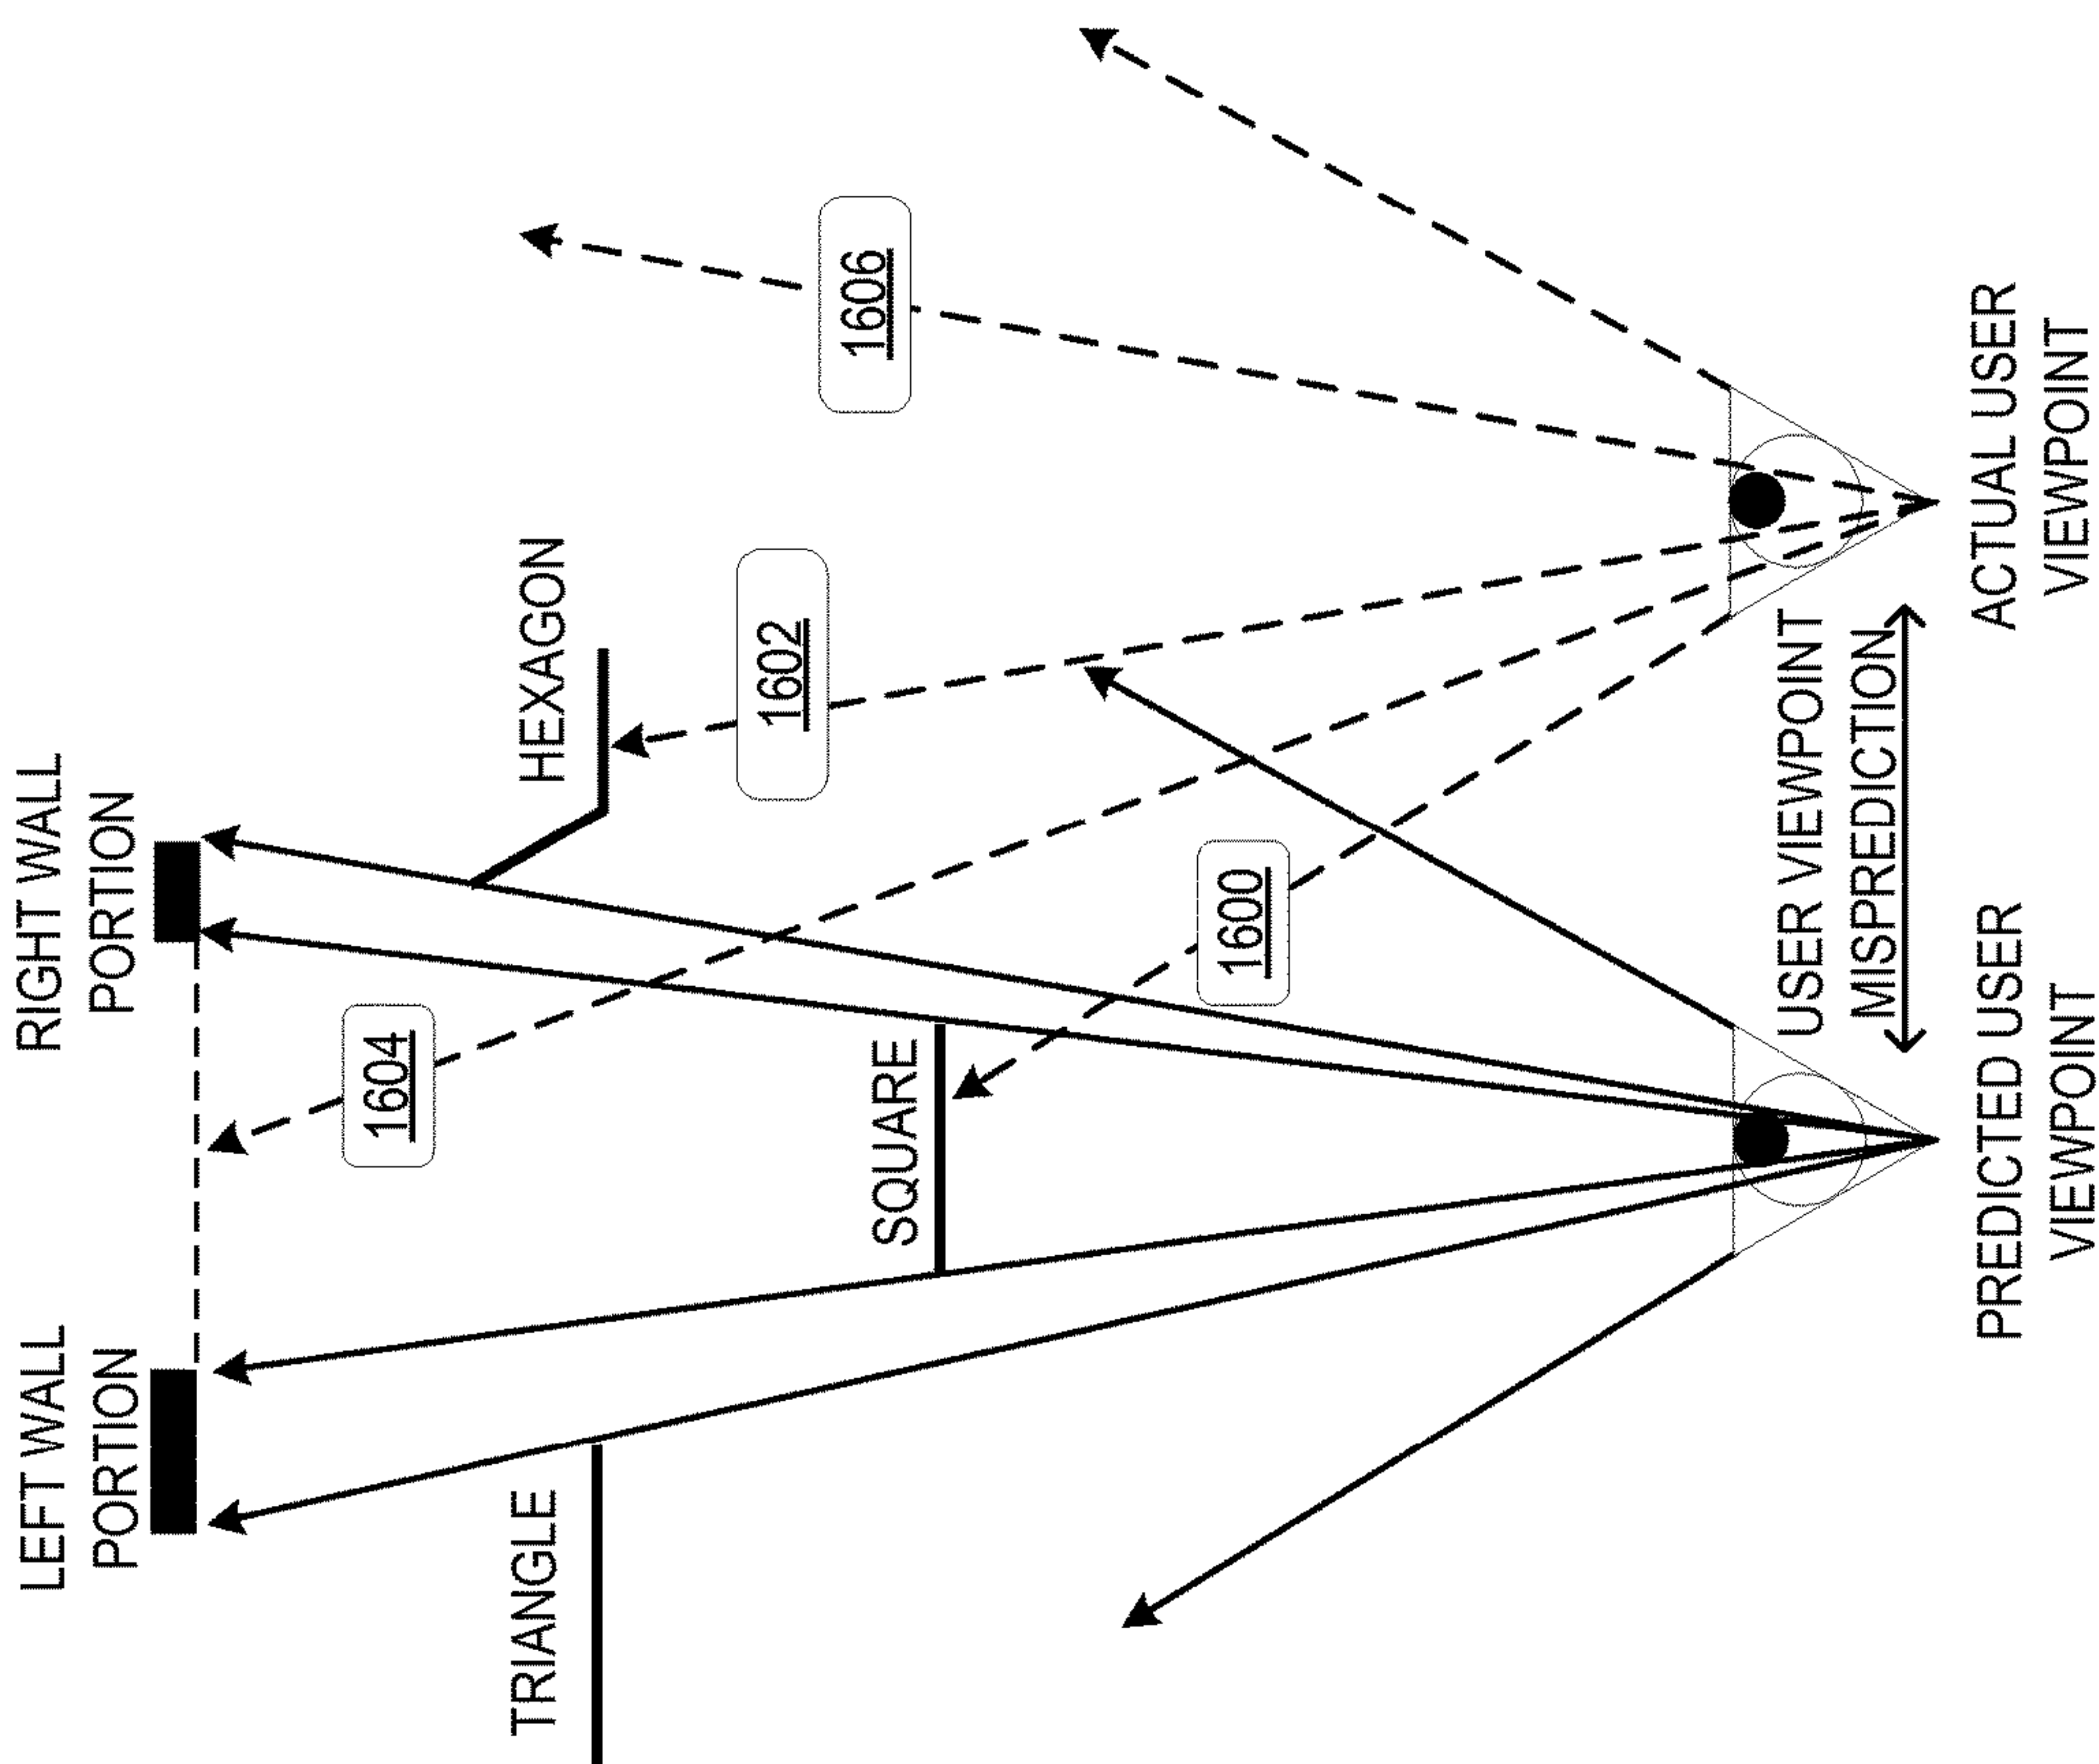 LEFT WALL
PORTION
RIGHT WALL
PORTION
1604
TRIANGLE
HEXAGON
SQUARE
1602
1606
1600
USER VIEWPOINT
MISPREDICTION
PREDICTED USER
VIEWPOINT
ACTUAL USER
VIEWPOINT